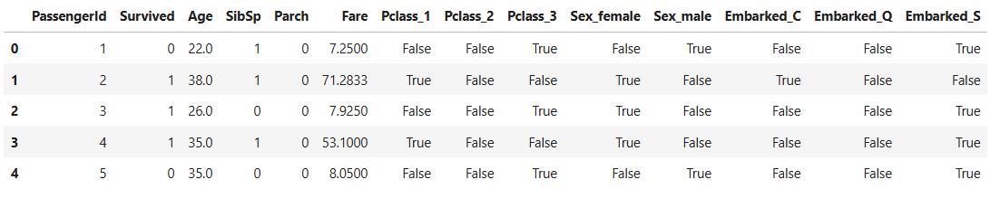 PassengerId Survived Age SibSp Parch Fare Pclass_1 Pclass_2 Pclass_3 Sex_female Sex_male Embarked_C Embarked_Q Embarked_S
0 1 0 22.0 1 0 7.2500 False False True False True False False True
1 2 1 38.0 1 0 71.2833 True False False True False True False False
2 3 1 26.0 0 0 7.9250 False False True True False False False True
3 4 1 35.0 1 0 53.1000 True False False True False False False True
4 5 0 35.0 0 0 8.0500 False False True False True False False True